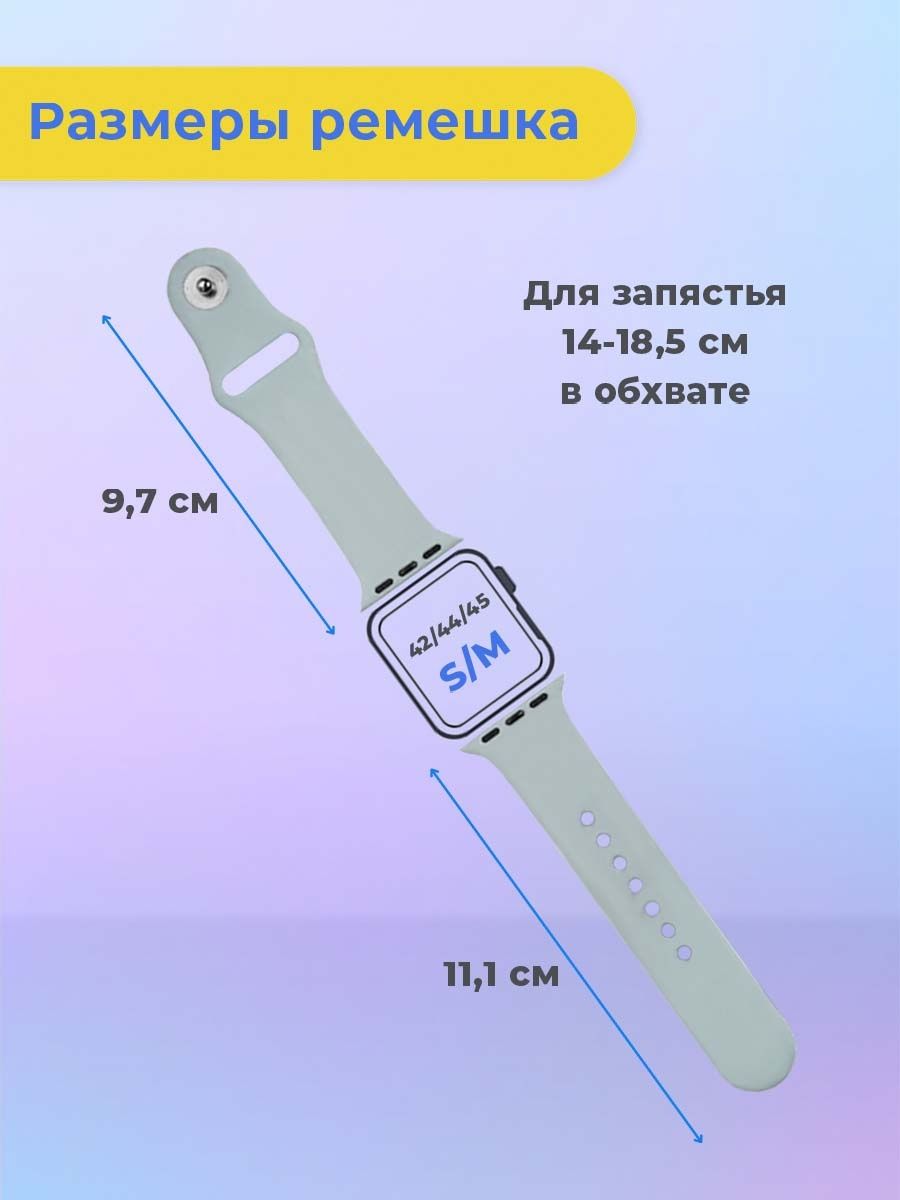 Размеры ремешка
Для запястья
14-18,5 см
в обхвате
9,7 см
42/44/45
S/M
11,1 см